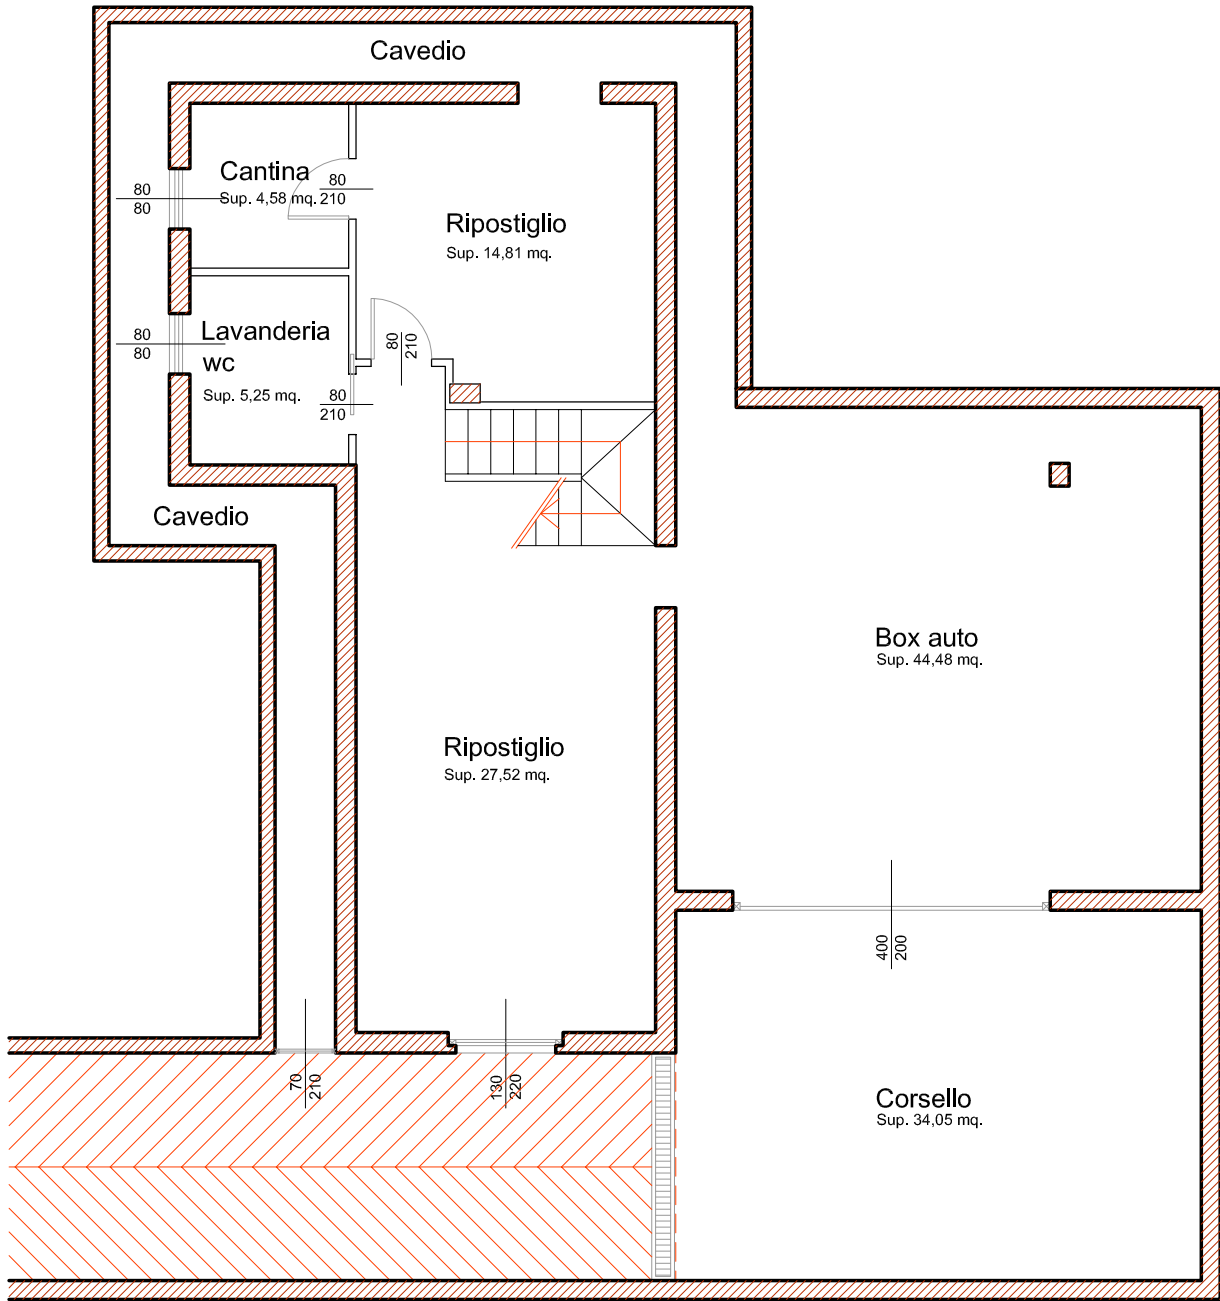 Cavedio
Cantina
Sup. 4,58 mq.
80
210
80
80
Ripostiglio
Sup. 14,81 mq.
80
80
Lavanderia
wc
Sup. 5,25 mq.
80
210
80
210
Cavedio
Box auto
Sup. 44,48 mq.
Ripostiglio
Sup. 27,52 mq.
400
200
70
210
130
220
Corsello
Sup. 34,05 mq.